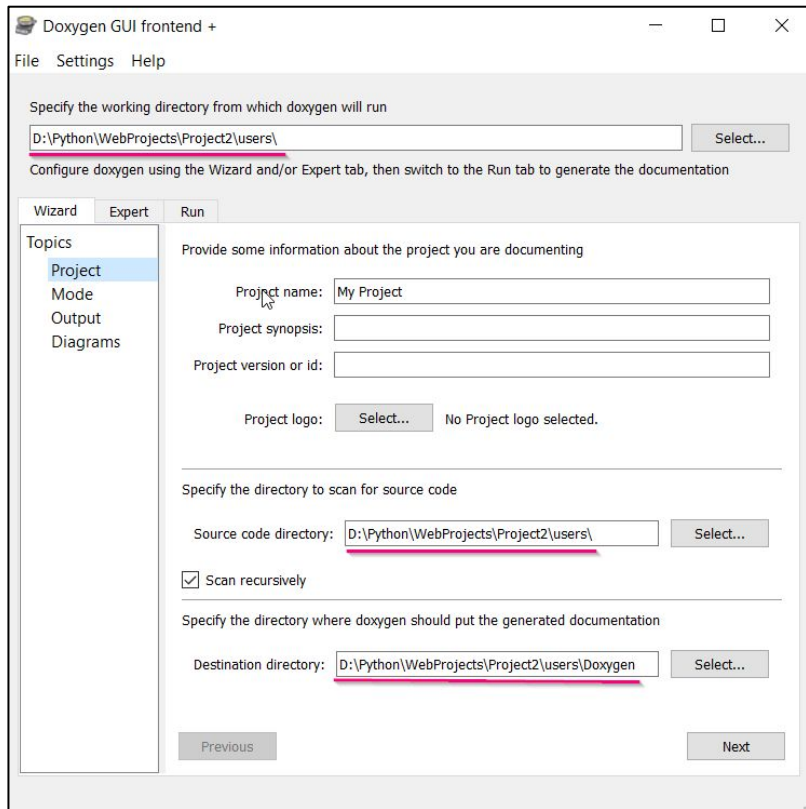 Doxygen GUI frontend +
File Settings Help
Specify the working directory from which doxygen will run
D:\Python\WebProjects\Project2\users\ Select...
Configure doxygen using the Wizard and/or Expert tab, then switch to the Run tab to generate the documentation
Wizard Expert Run
Topics
Project
Mode
Output
Diagrams
Provide some information about the project you are documenting
Project name: My Project
Project synopsis:
Project version or id:
Project logo: Select... No Project logo selected.
Specify the directory to scan for source code
Source code directory: D:\Python\WebProjects\Project2\users\ Select...
Scan recursively
Specify the directory where doxygen should put the generated documentation
Destination directory: D:\Python\WebProjects\Project2\users\Doxygen Select...
Previous Next